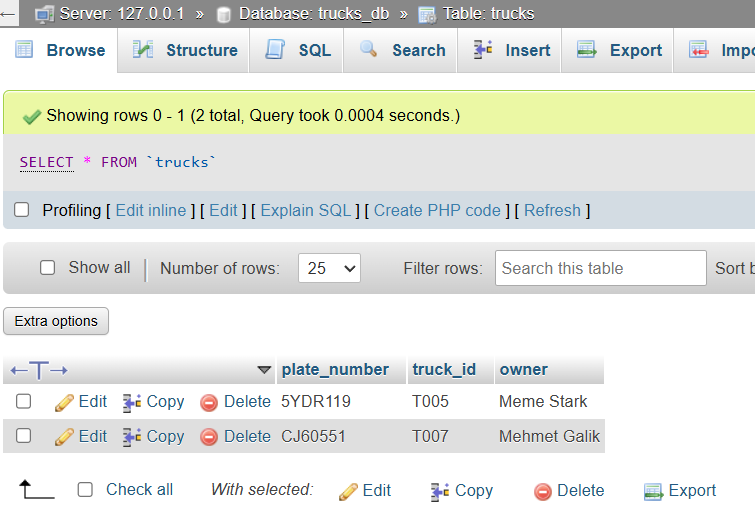 Server: 127.0.0.1 » Database: trucks_db » Table: trucks
Browse Structure SQL Search Insert Export Impo
Showing rows 0 - 1 (2 total, Query took 0.0004 seconds.)
SELECT * FROM `trucks`
Profiling [ Edit inline ] [ Edit ] [ Explain SQL ] [ Create PHP code ] [ Refresh ]
Show all Number of rows: 25 Filter rows: Search this table Sort b
Extra options
plate_number truck_id owner
Edit Copy Delete 5YDR119 T005 Meme Stark
Edit Copy Delete CJ60551 T007 Mehmet Galik
Check all With selected: Edit Copy Delete Export